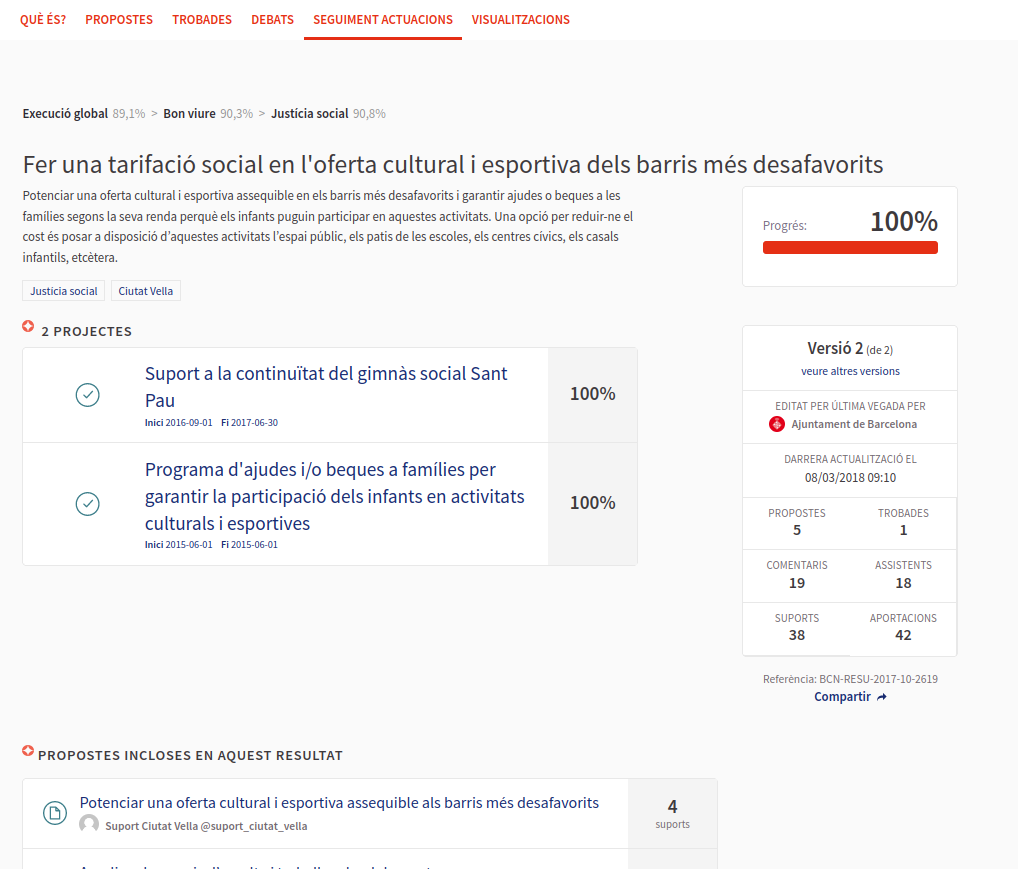 QUÈ ÉS? PROPOSTES TROBADES DEBATS SEGUIMENT ACTUACIONS VISUALITZACIONS
Execució global 89,1% > Bon viure 90,3% > Justícia social 90,8%
Fer una tarifació social en l'oferta cultural i esportiva dels barris més desafavorits
Potenciar una oferta cultural i esportiva assequible en els barris més desafavorits i garantir ajudes o beques a les
famílies segons la seva renda perquè els infants puguin participar en aquestes activitats. Una opció per reduir-ne el
cost és posar a disposició d'aquestes activitats l'espai públic, els patis de les escoles, els centres cívics, els casals
infantils, etcètera.
Justícia social Ciutat Vella
Progrés: 100%
2 PROJECTES
Suport a la continuïtat del gimnàs social Sant
Pau
Inici 2016-09-01 Fi 2017-06-30
100%
Programa d'ajudes i/o beques a famílies per
garantir la participació dels infants en activitats
culturals i esportives
Inici 2015-06-01 Fi 2015-06-01
100%
Versió 2 (de 2)
veure altres versions
EDITAT PER ÚLTIMA VEGADA PER
Ajuntament de Barcelona
DARRERA ACTUALITZACIÓ EL
08/03/2018 09:10
PROPOSTES TROBADES
5 1
COMENTARIS ASSISTENTS
19 18
SUPORTS APORTACIONS
38 42
Referència: BCN-RESU-2017-10-2619
Compartir
PROPOSTES INCLOSES EN AQUEST RESULTAT
Potenciar una oferta cultural i esportiva assequible als barris més desafavorits
Suport Ciutat Vella @suport_ciutat_vella
4
suports